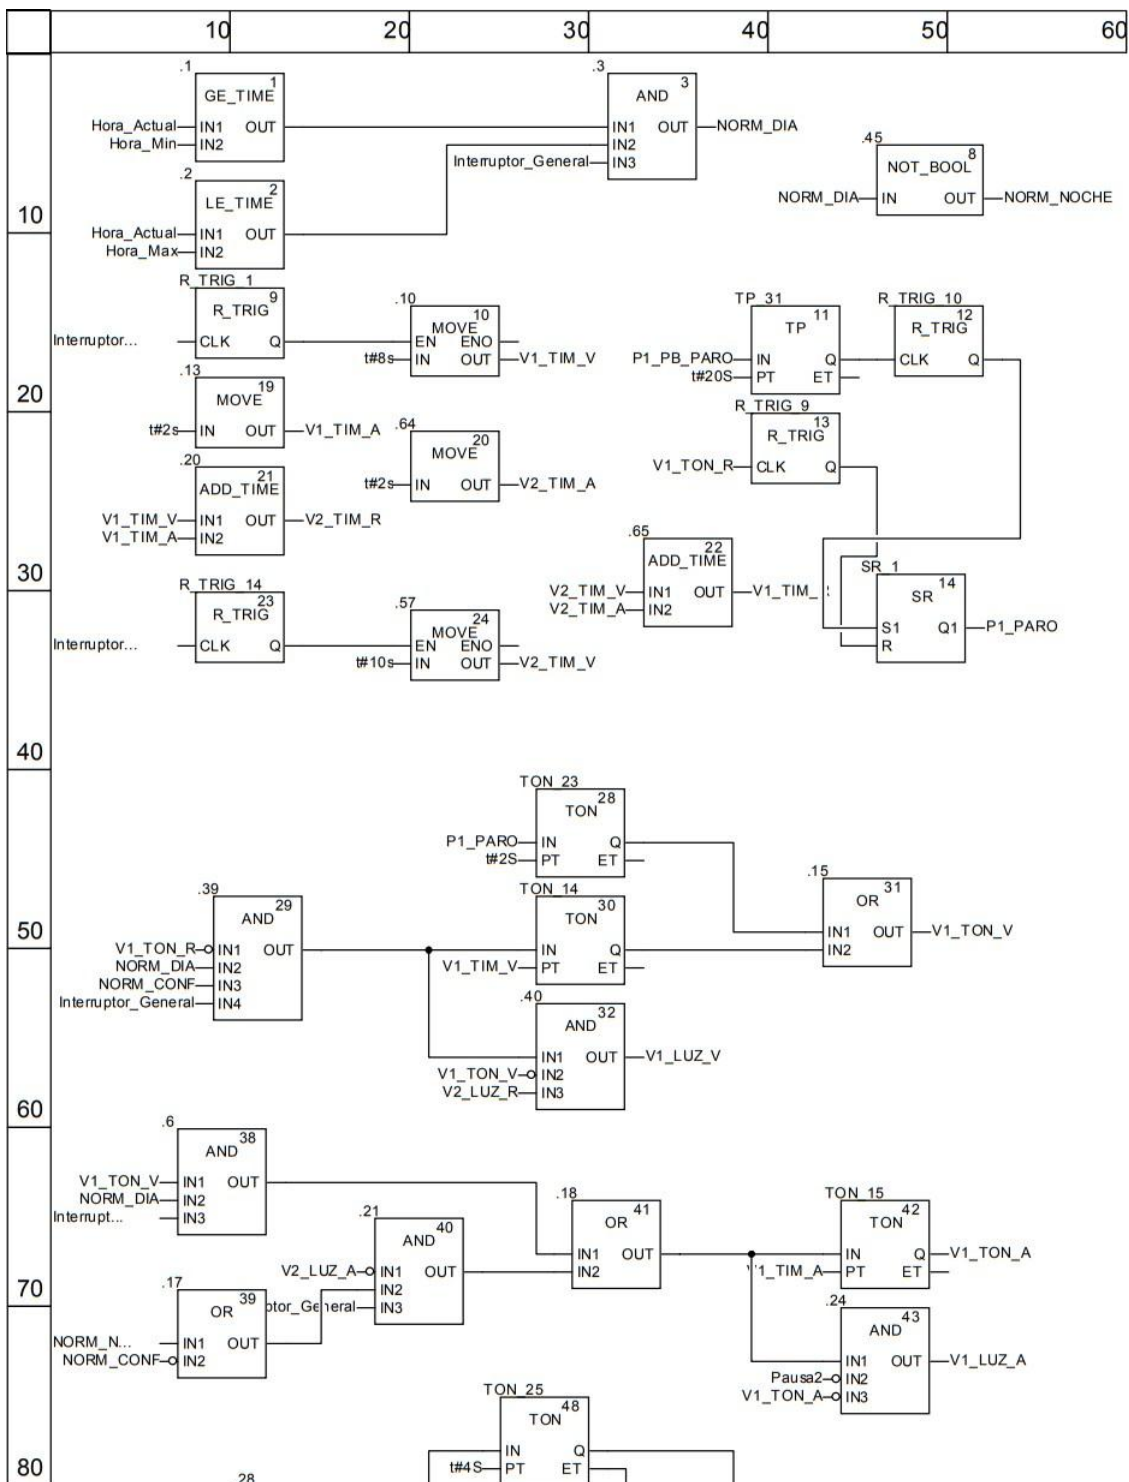 10 20 30 40 50 60
.1 .3
1 3
GE_TIME AND
Hora_Actual IN1 OUT IN1 OUT NORM_DIA
Hora_Min IN2 IN2
Interruptor_General IN3
.45
8
NOT_BOOL
NORM_DIA IN OUT NORM_NOCHE
.2
2
LE_TIME
10
Hora_Actual IN1 OUT
Hora_Max IN2
R_TRIG_1
9
R_TRIG
Interruptor... CLK Q
.10
10
MOVE
EN ENO
t#8s IN OUT V1_TIM_V
TP_31
11
TP
P1_PB_PARO IN Q
t#20S PT ET
R_TRIG_10
12
R_TRIG
CLK Q
.13
19
MOVE
t#2s IN OUT V1_TIM_A
20
.64
20
MOVE
t#2s IN OUT V2_TIM_A
R_TRIG_9
13
R_TRIG
V1_TON_R CLK Q
.20
21
ADD_TIME
V1_TIM_V IN1 OUT V2_TIM_R
V1_TIM_A IN2
.65
22
ADD_TIME
V2_TIM_V IN1 OUT V1_TIM_
V2_TIM_A IN2
30
SR_1
14
SR
S1 Q1 P1_PARO
R
R_TRIG_14
23
R_TRIG
Interruptor... CLK Q
.57
24
MOVE
EN ENO
t#10s IN OUT V2_TIM_V
40
TON_23
28
TON
P1_PARO IN Q
t#2S PT ET
.39
29
AND
V1_TON_R IN1 OUT
NORM_DIA IN2
NORM_CONF IN3
Interruptor_General IN4
50
TON_14
30
TON
IN Q
V1_TIM_V PT ET
.15
31
OR
IN1 OUT V1_TON_V
IN2
.40
32
AND
IN1 OUT V1_LUZ_V
V1_TON_V IN2
V2_LUZ_R IN3
60
.6
38
AND
V1_TON_V IN1 OUT
NORM_DIA IN2
Interrupt... IN3
.21
40
AND
V2_LUZ_A IN1 OUT
IN2
ptor_General IN3
.18
41
OR
IN1 OUT
IN2
TON_15
42
TON
IN Q V1_TON_A
V1_TIM_A PT ET
70
.17
39
OR
NORM_N... IN1 OUT
NORM_CONF IN2
.24
43
AND
IN1 OUT V1_LUZ_A
Pausa2 IN2
V1_TON_A IN3
TON_25
48
TON
IN Q
t#4S PT ET
80
.28